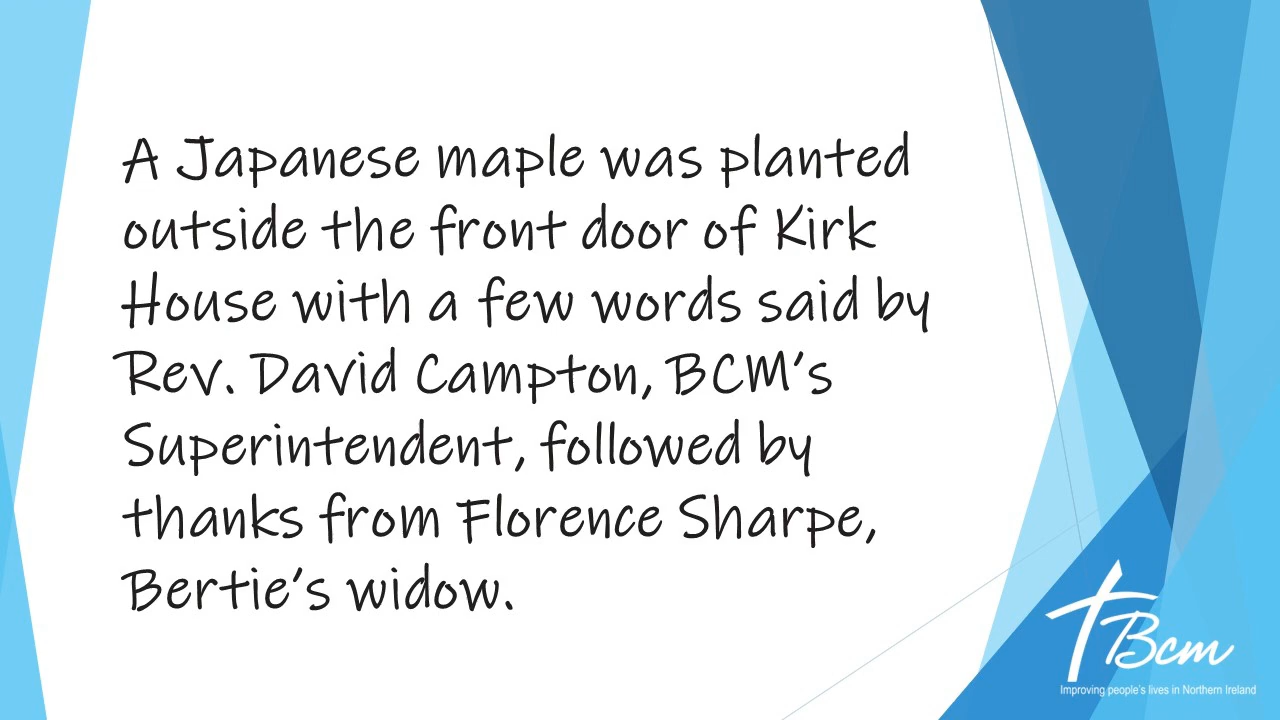 A Japanese maple was planted
outside the front door of Kirk
House with a few words said by
Rev. David Campton, BCM's
Superintendent, followed by
thanks from Florence Sharpe,
Bertie's widow.
Bcm
Improving people's lives in Northern Ireland